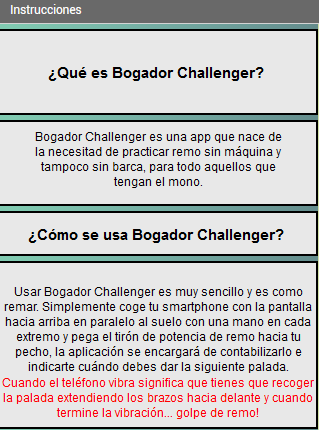 Instrucciones
¿Qué es Bogador Challenger?
Bogador Challenger es una app que nace de
la necesitad de practicar remo sin máquina y
tampoco sin barca, para todo aquellos que
tengan el mono.
¿Cómo se usa Bogador Challenger?
Usar Bogador Challenger es muy sencillo y es como
remar. Simplemente coge tu smartphone con la pantalla
hacia arriba en paralelo al suelo con una mano en cada
extremo y pega el tirón de potencia de remo hacia tu
pecho, la aplicación se encargará de contabilizarlo e
indicarte cuándo debes dar la siguiente palada.
Cuando el teléfono vibra significa que tienes que recoger
la palada extendiendo los brazos hacia delante y cuando
termine la vibración... golpe de remo!